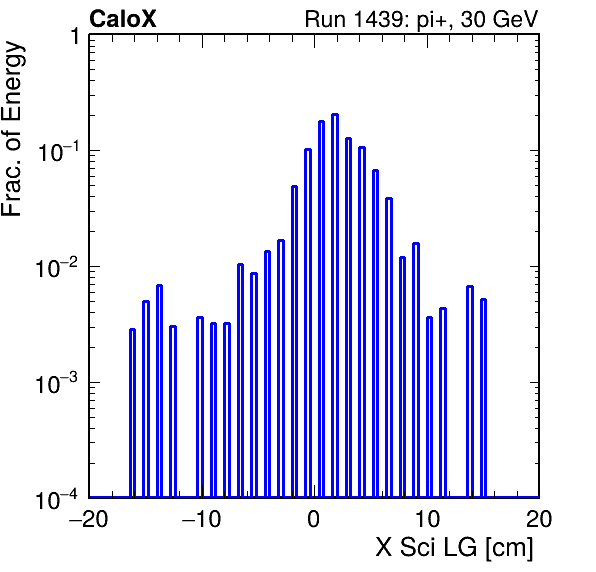 CaloX Run 1439: pi+, 30 GeV
Frac. of Energy
1
10⁻¹
10⁻²
10⁻³
10⁻⁴
−20 −10 0 10 20
X Sci LG [cm]